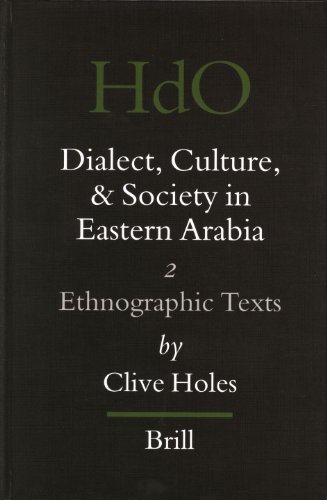 HdO
Dialect, Culture,
& Society in
Eastern Arabia
2
Ethnographic Texts
by
Clive Holes
Brill